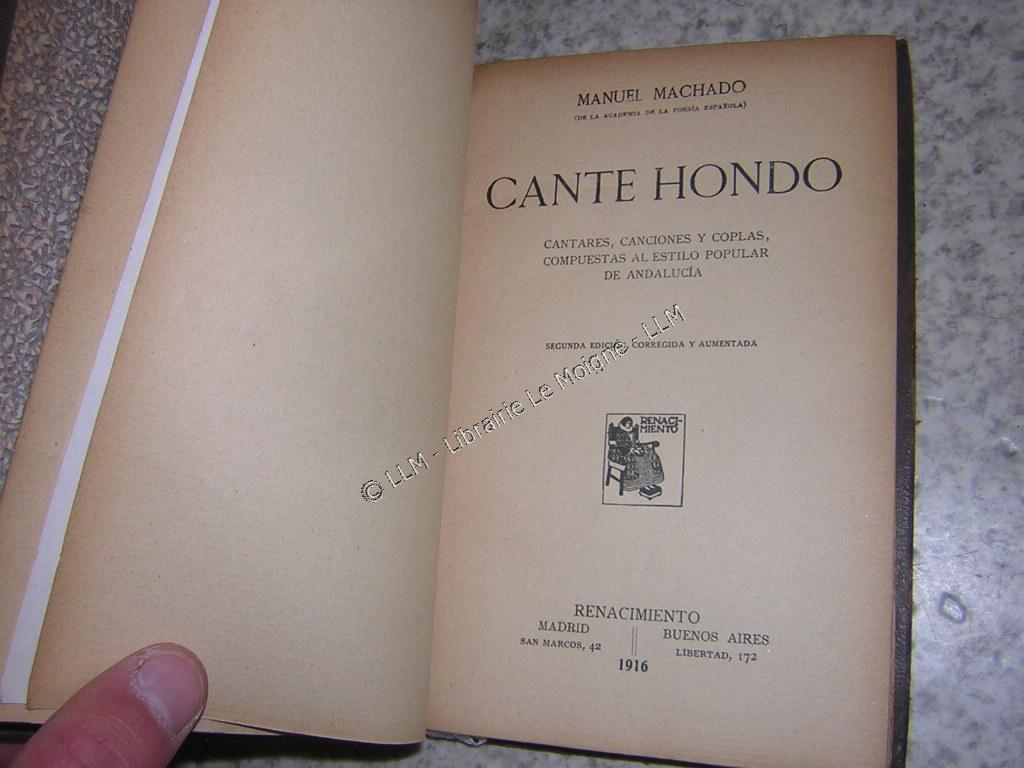 MANUEL MACHADO
(DE LA ACADEMIA DE LA POESÍA ESPAÑOLA)
CANTE HONDO
CANTARES, CANCIONES Y COPLAS,
COMPUESTAS AL ESTILO POPULAR
DE ANDALUCÍA
SEGUNDA EDICIÓN, CORREGIDA Y AUMENTADA
© LLM - Librairie Le Moigne - LLM
RENACI-
MIENTO
RENACIMIENTO
MADRID
SAN MARCOS, 42
BUENOS AIRES
LIBERTAD, 172
1916